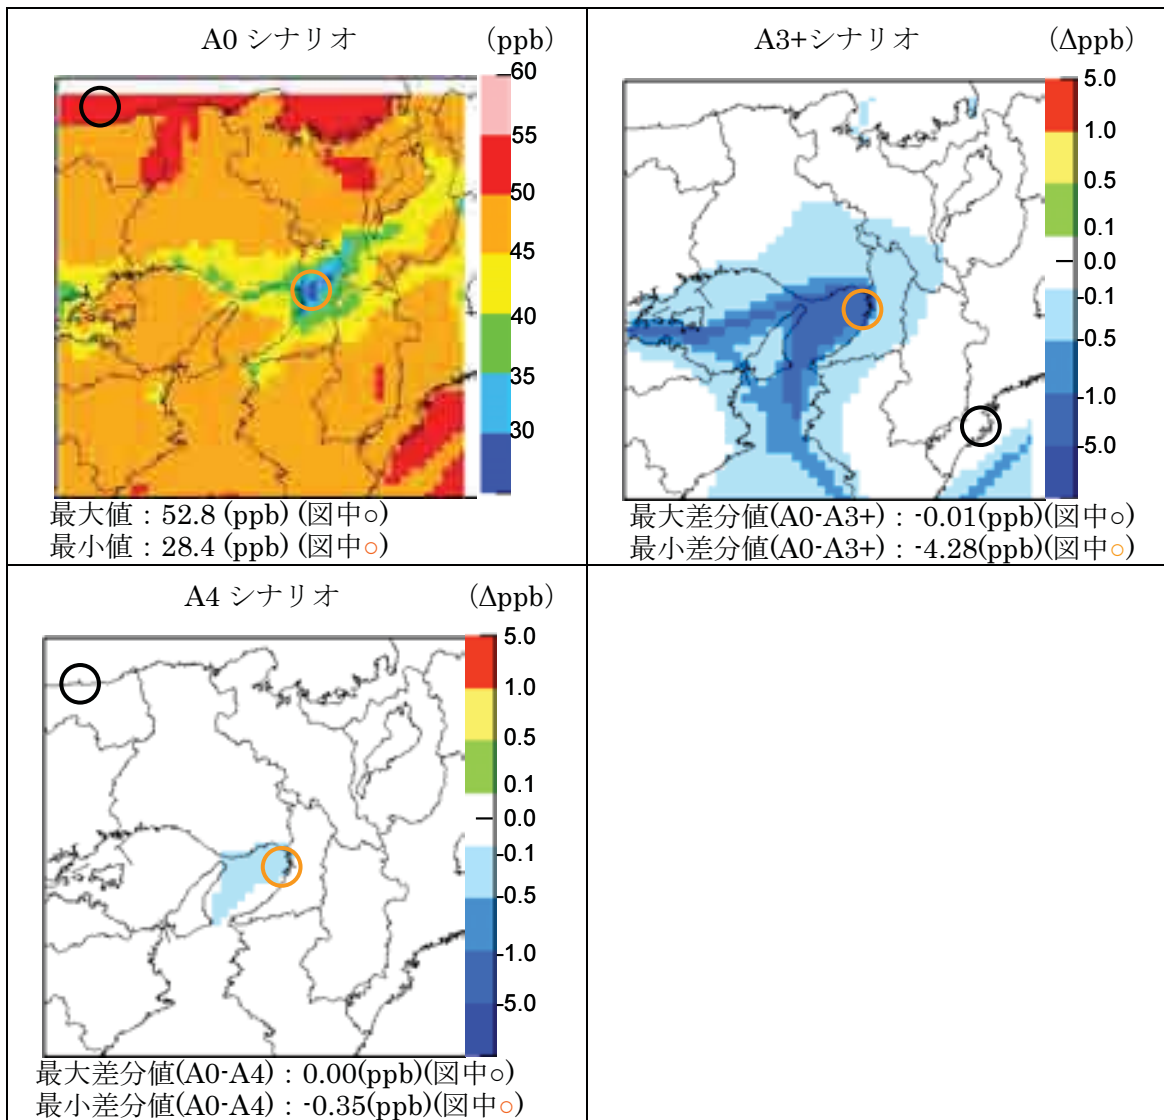 A0 シナリオ (ppb)
60
55
50
45
40
35
30
最大値：52.8 (ppb) (図中○)
最小値：28.4 (ppb) (図中○)
A3+シナリオ (Δppb)
5.0
1.0
0.5
0.1
0.0
-0.1
-0.5
-1.0
-5.0
最大差分値(A0-A3+)：-0.01(ppb)(図中○)
最小差分値(A0-A3+)：-4.28(ppb)(図中○)
A4 シナリオ (Δppb)
5.0
1.0
0.5
0.1
0.0
-0.1
-0.5
-1.0
-5.0
最大差分値(A0-A4)：0.00(ppb)(図中○)
最小差分値(A0-A4)：-0.35(ppb)(図中○)